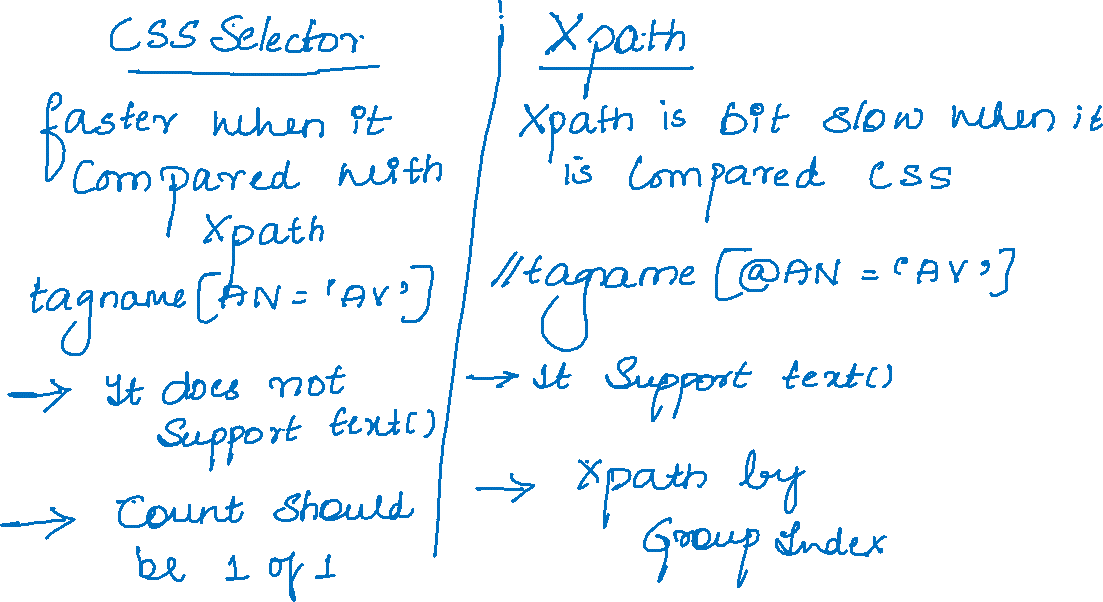 CSS Selector
faster when it
Compared with
Xpath
tagname[AN = 'AV']
→ It does not
Support text()
→ Count should
be 1 of 1
Xpath
Xpath is bit slow when it
is Compared CSS
//tagname [@AN = 'AV']
→ It Support text()
→ Xpath by
Group Index